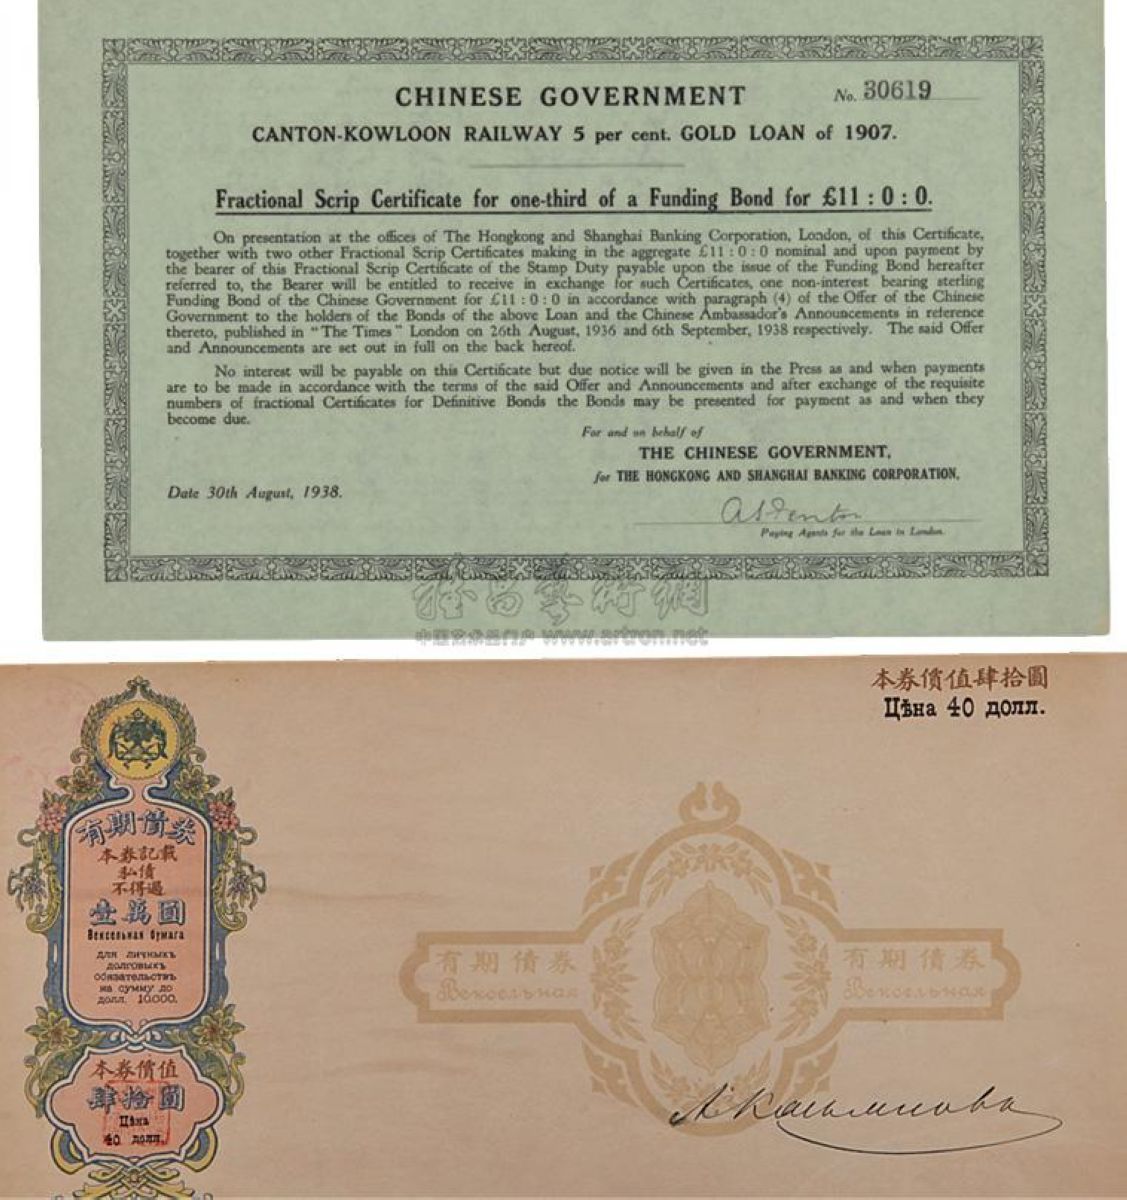 CHINESE GOVERNMENT
No. 30619
CANTON-KOWLOON RAILWAY 5 per cent. GOLD LOAN of 1907.
Fractional Scrip Certificate for one-third of a Funding Bond for £11 : 0 : 0.
On presentation at the offices of The Hongkong and Shanghai Banking Corporation, London, of this Certificate,
together with two other Fractional Scrip Certificates making in the aggregate £11 : 0 : 0 nominal and upon payment by
the bearer of this Fractional Scrip Certificate of the Stamp Duty payable upon the issue of the Funding Bond hereafter
referred to, the Bearer will be entitled to receive in exchange for such Certificates, one non-interest bearing sterling
Funding Bond of the Chinese Government for £11 : 0 : 0 in accordance with paragraph (4) of the Offer of the Chinese
Government to the holders of the Bonds of the above Loan and the Chinese Ambassador's Announcements in reference
thereto, published in "The Times" London on 26th August, 1936 and 6th September, 1938 respectively. The said Offer
and Announcements are set out in full on the back hereof.
No interest will be payable on this Certificate but due notice will be given in the Press as and when payments
are to be made in accordance with the terms of the said Offer and Announcements and after exchange of the requisite
numbers of fractional Certificates for Definitive Bonds the Bonds may be presented for payment as and when they
become due.
For and on behalf of
THE CHINESE GOVERNMENT,
for THE HONGKONG AND SHANGHAI BANKING CORPORATION,
Date 30th August, 1938.
Paying Agents for the Loan in London.
雅昌藝術網
中国艺术品门户 www.artron.net
本券價值肆拾圓
Цѣна 40 долл.
有期債券
本券記載
私債
不得過
壹萬圓
Вексельная бумага
для личныхъ
долговыхъ
обязательствъ
на сумму до
долл. 10.000.
有期債券
有期債券
Вексельная
Вексельная
本券價值
肆拾圓
Цѣна
40 долл.